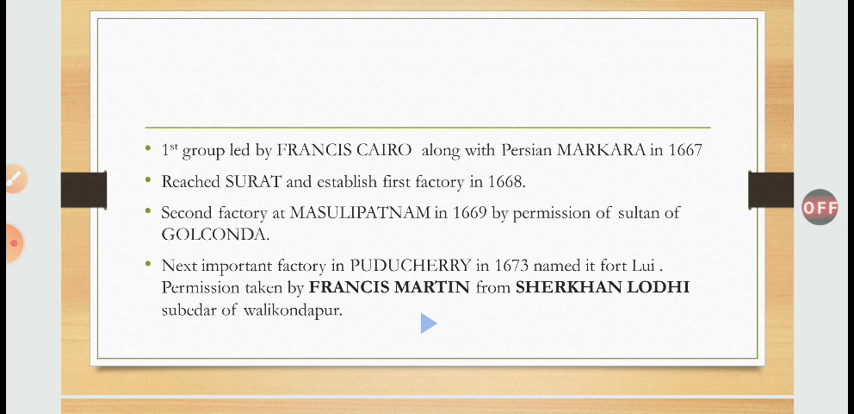 1st group led by FRANCIS CAIRO along with Persian MARKARA in 1667
Reached SURAT and establish first factory in 1668.
Second factory at MASULIPATNAM in 1669 by permission of sultan of
GOLCONDA.
Next important factory in PUDUCHERRY in 1673 named it fort Lui .
Permission taken by FRANCIS MARTIN from SHERKHAN LODHI
subedar of walikondapur.
OFF